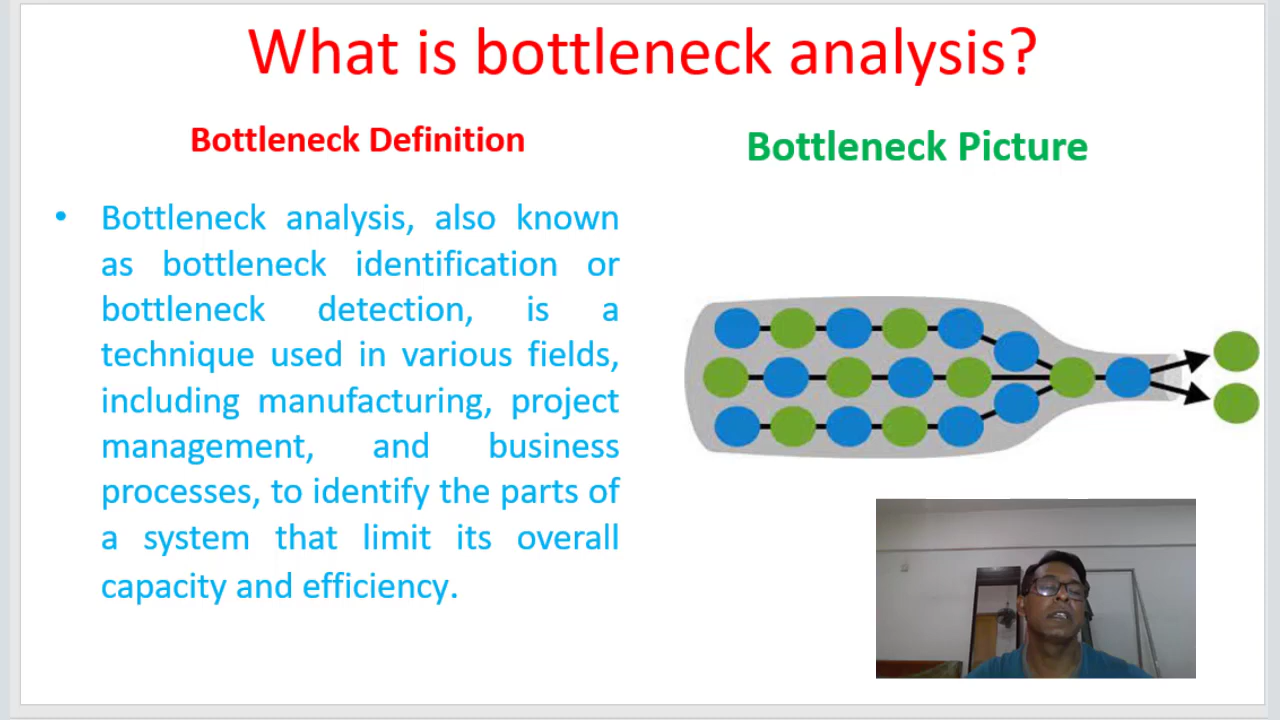 What is bottleneck analysis?
Bottleneck Definition
• Bottleneck analysis, also known
as bottleneck identification or
bottleneck detection, is a
technique used in various fields,
including manufacturing, project
management, and business
processes, to identify the parts of
a system that limit its overall
capacity and efficiency.
Bottleneck Picture